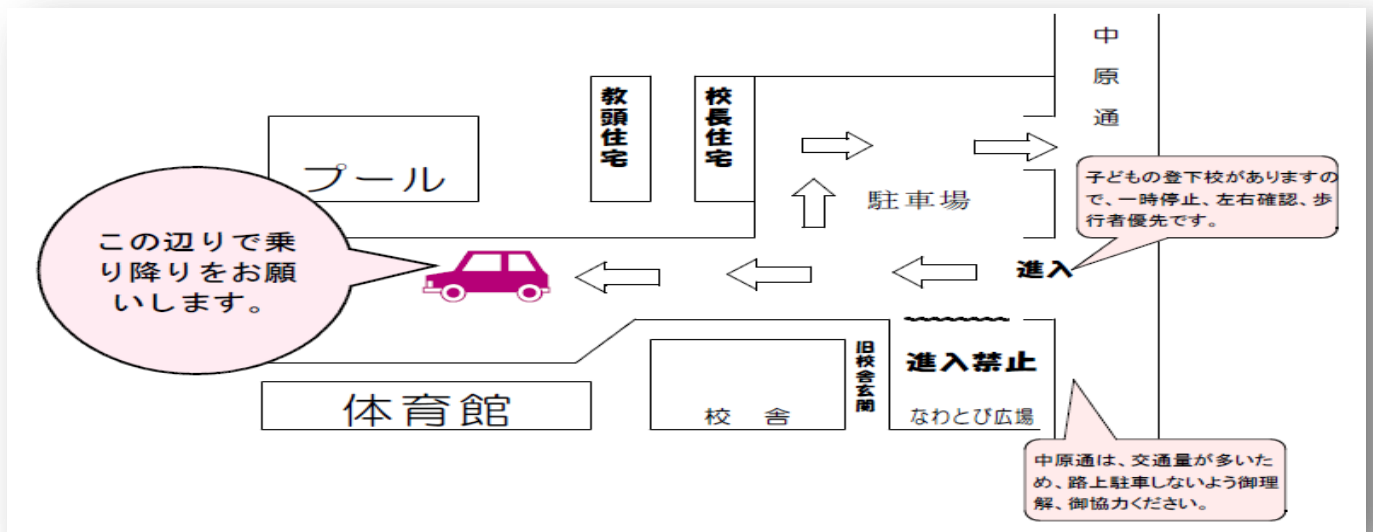 中原通
教頭住宅
校長住宅
プール
駐車場
子どもの登下校がありますの
で、一時停止、左右確認、歩
行者優先です。
この辺りで乗
り降りをお願
いします。
進入
旧校舎玄関
進入禁止
なわとび広場
校 舎
体育館
中原通は、交通量が多いた
め、路上駐車しないよう御理
解、御協力ください。